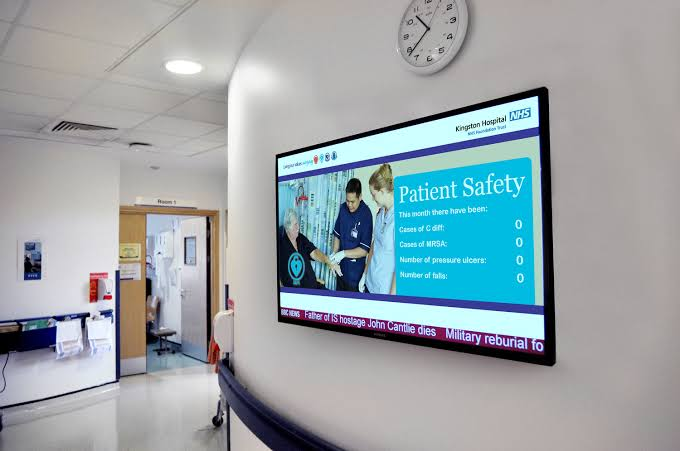 Kingston Hospital NHS
NHS Foundation Trust
Patient Safety
This month there have been:
Cases of C diff: 0
Cases of MRSA: 0
Number of pressure ulcers: 0
Number of falls: 0
BBC NEWS Father of IS hostage John Cantlie dies Military reburial fo
Room 1